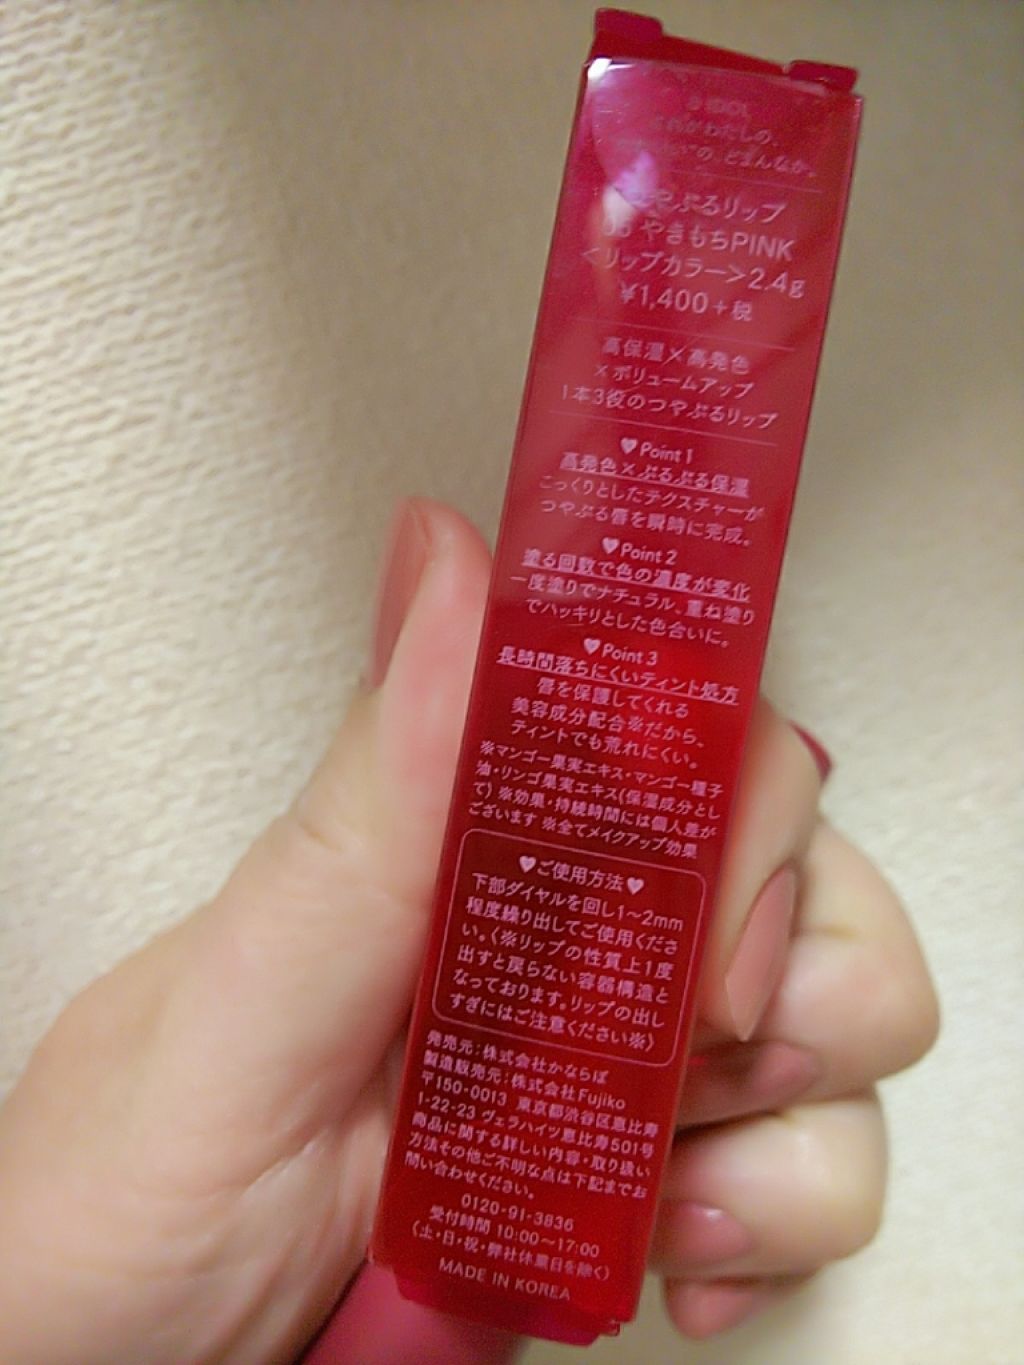 つやぷるリップ
やきもちPINK
<リップカラー>2.4g
¥1,400+税
高保湿×高発色
×ボリュームアップ
1本3役のつやぷるリップ
♥Point 1
高発色×ぷるぷる保湿
こっくりとしたテクスチャーが
つやぷる唇を瞬時に完成。
♥Point 2
塗る回数で色の濃度が変化
一度塗りでナチュラル、重ね塗り
でハッキリとした色合いに。
♥Point 3
長時間落ちにくいティント処方
唇を保護してくれる
美容成分配合※だから、
ティントでも荒れにくい。
※マンゴー果実エキス・マンゴー種子
油・リンゴ果実エキス(保湿成分とし
て) ※効果・持続時間には個人差が
ございます ※全てメイクアップ効果
♥ご使用方法♥
下部ダイヤルを回し1〜2mm
程度繰り出してご使用くださ
い。〈※リップの性質上1度
出すと戻らない容器構造と
なっております。リップの出し
すぎにはご注意ください※〉
発売元:株式会社かならぼ
製造販売元:株式会社Fujiko
〒150-0013 東京都渋谷区恵比寿
1-22-23 ヴェラハイツ恵比寿501号
商品に関する詳しい内容・取り扱い
方法その他ご不明な点は下記までお
問い合わせください。
0120-91-3836
受付時間 10:00〜17:00
〈土・日・祝・弊社休業日を除く〉
MADE IN KOREA